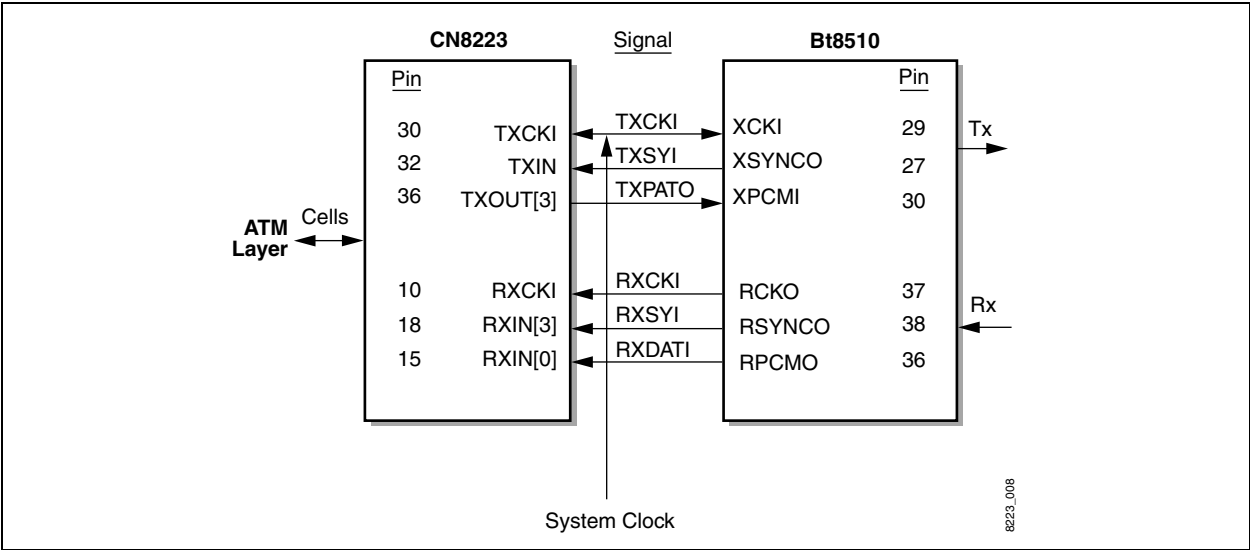 CN8223 Signal Bt8510
Pin Pin
30 TXCKI TXCKI XCKI 29 Tx
32 TXIN TXSYI XSYNCO 27
36 TXOUT[3] TXPATO XPCMI 30
Cells
ATM
Layer
10 RXCKI RXCKI RCKO 37 Rx
18 RXIN[3] RXSYI RSYNCO 38
15 RXIN[0] RXDATI RPCMO 36
System Clock
8223_008